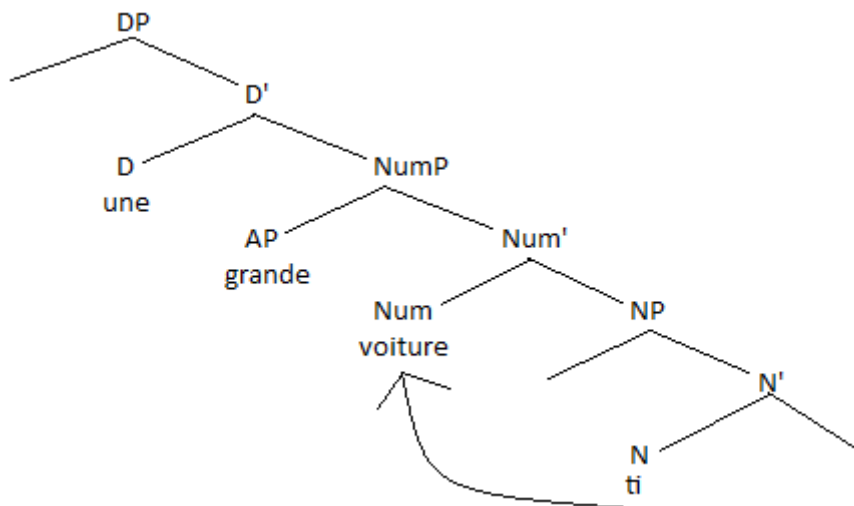 DP
D'
D
NumP
une
AP
Num'
grande
Num
NP
voiture
N'
N
ti